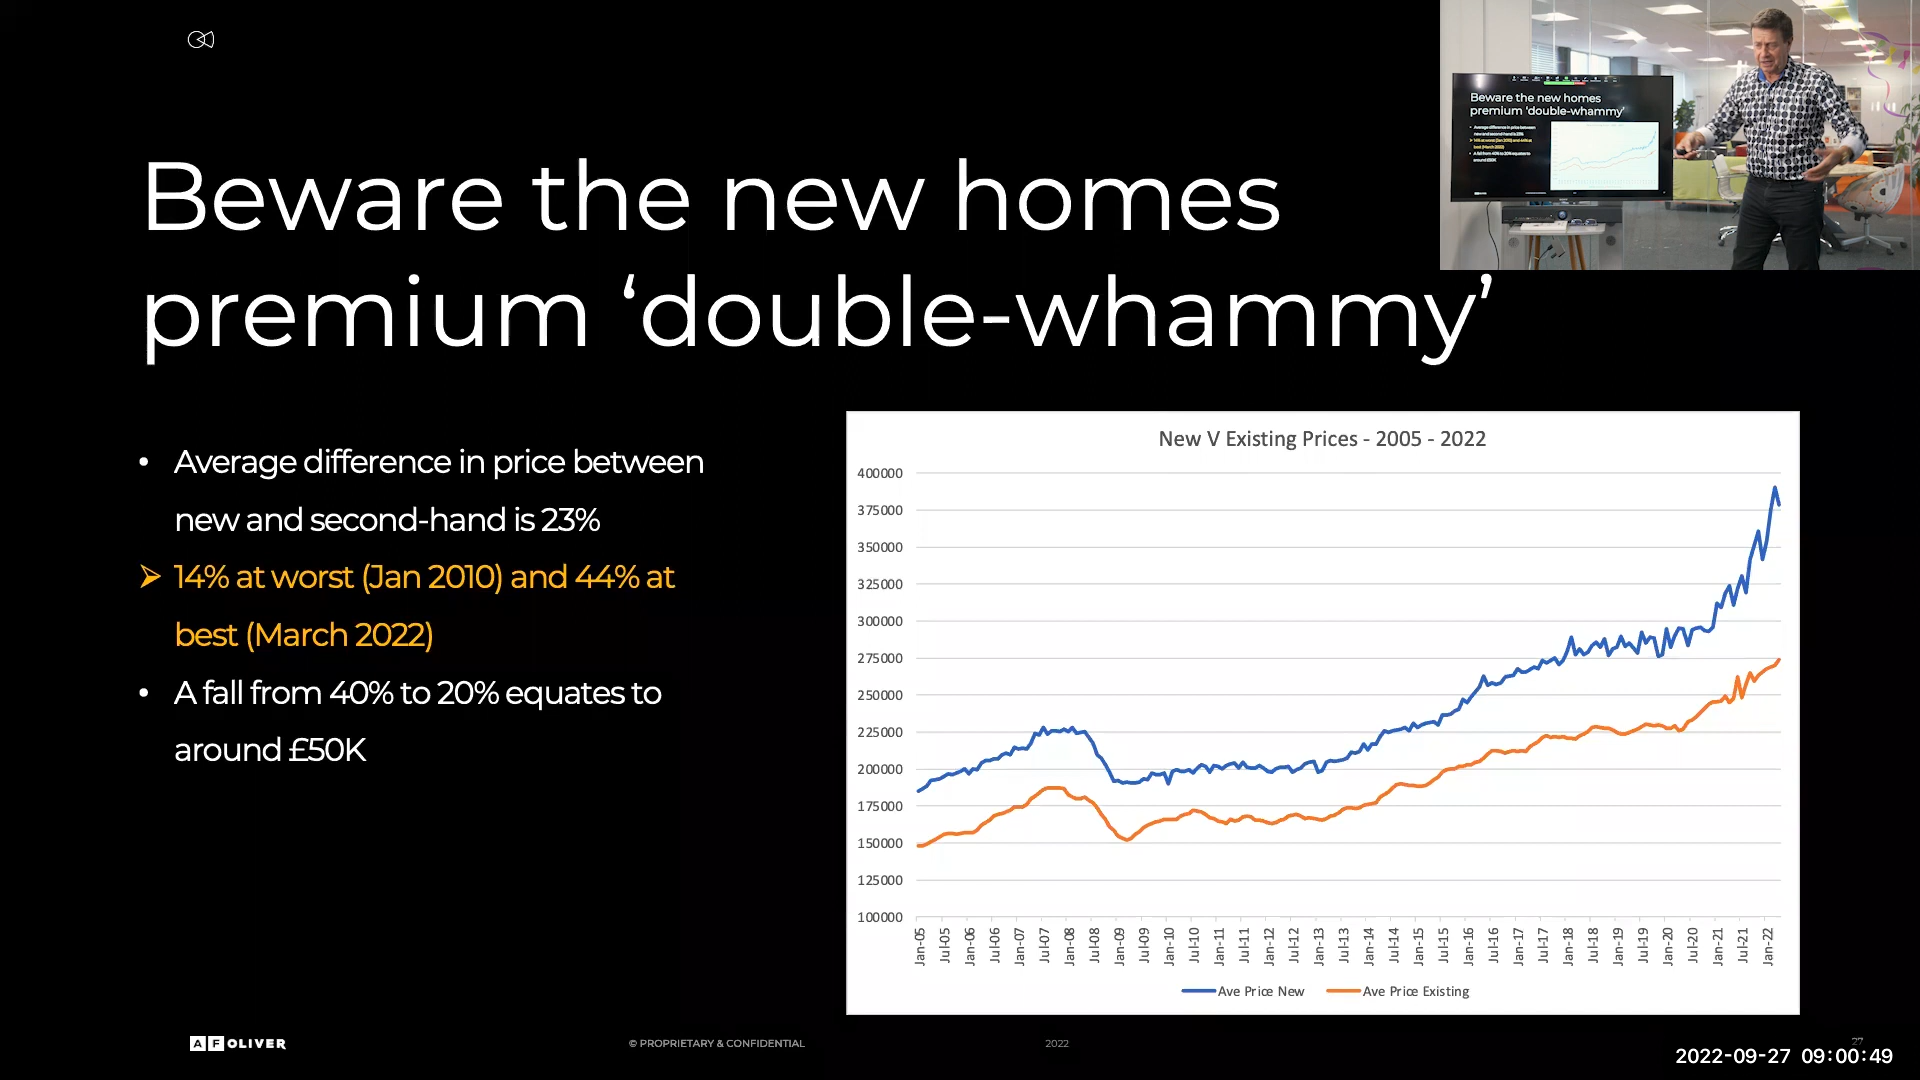 Beware the new homes
premium ‘double-whammy’
Beware the new homes
premium ‘double-whammy’
• Average difference in price between
new and second-hand is 23%
➢ 14% at worst (Jan 2010) and 44% at
best (March 2022)
• A fall from 40% to 20% equates to
around £50K
New V Existing Prices - 2005 - 2022
400000
375000
350000
325000
300000
275000
250000
225000
200000
175000
150000
125000
100000
Jan-05 Jul-05 Jan-06 Jul-06 Jan-07 Jul-07 Jan-08 Jul-08 Jan-09 Jul-09 Jan-10 Jul-10 Jan-11 Jul-11 Jan-12 Jul-12 Jan-13 Jul-13 Jan-14 Jul-14 Jan-15 Jul-15 Jan-16 Jul-16 Jan-17 Jul-17 Jan-18 Jul-18 Jan-19 Jul-19 Jan-20 Jul-20 Jan-21 Jul-21 Jan-22
Ave Price New Ave Price Existing
AF OLIVER
© PROPRIETARY & CONFIDENTIAL
2022
27
2022-09-27 09:00:49